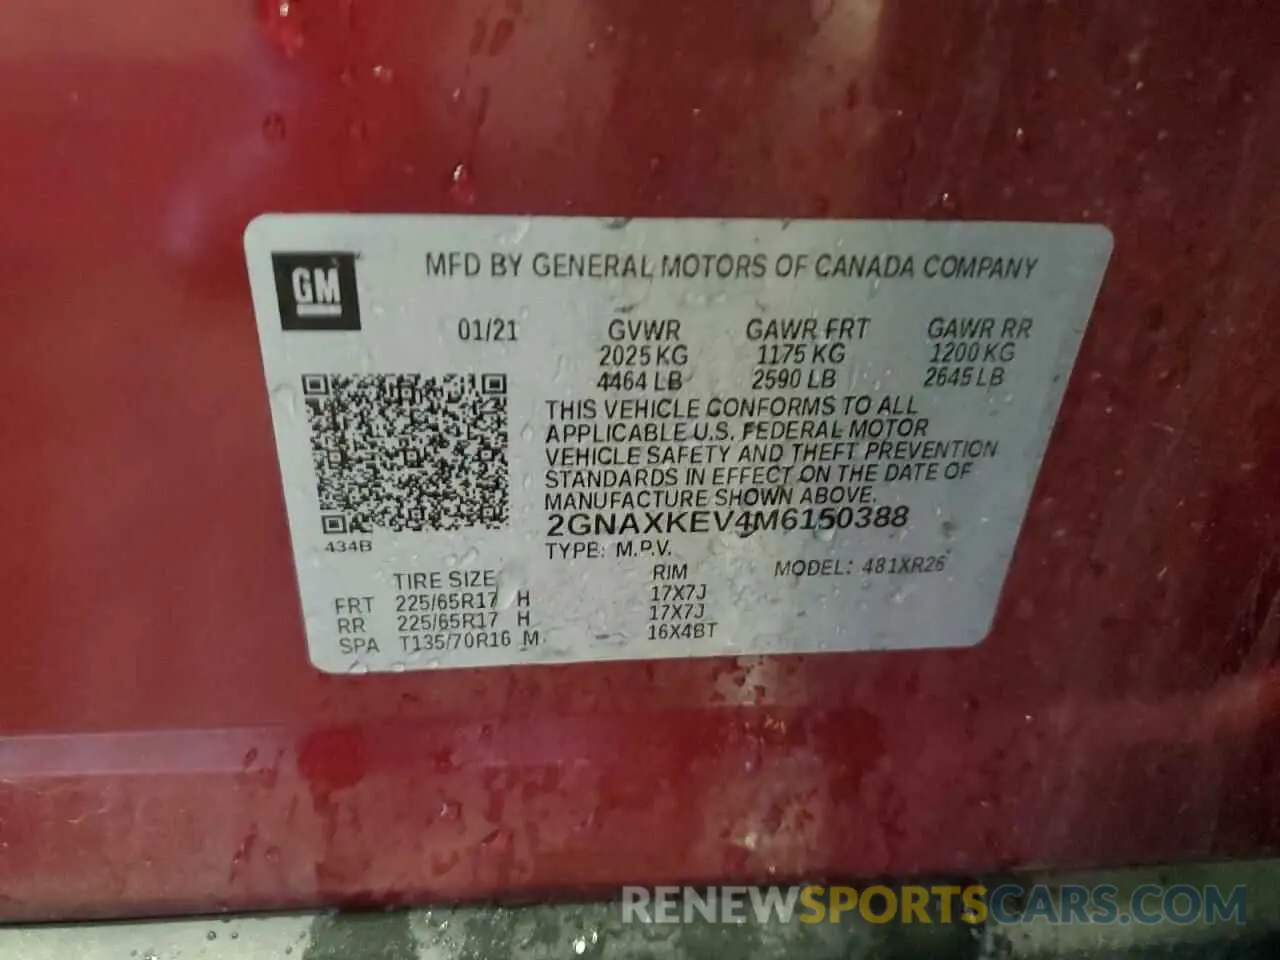 GM
MFD BY GENERAL MOTORS OF CANADA COMPANY
01/21
GVWR GAWR FRT GAWR RR
2025 KG 1175 KG 1200 KG
4464 LB 2590 LB 2645 LB
THIS VEHICLE CONFORMS TO ALL
APPLICABLE U.S. FEDERAL MOTOR
VEHICLE SAFETY AND THEFT PREVENTION
STANDARDS IN EFFECT ON THE DATE OF
MANUFACTURE SHOWN ABOVE.
2GNAXKEV4M6150388
434B
TYPE: M.P.V.
MODEL: 481XR26
TIRE SIZE RIM
FRT 225/65R17 H 17X7J
RR 225/65R17 H 17X7J
SPA T135/70R16 M 16X4BT
RENEWSPORTSCARS.COM